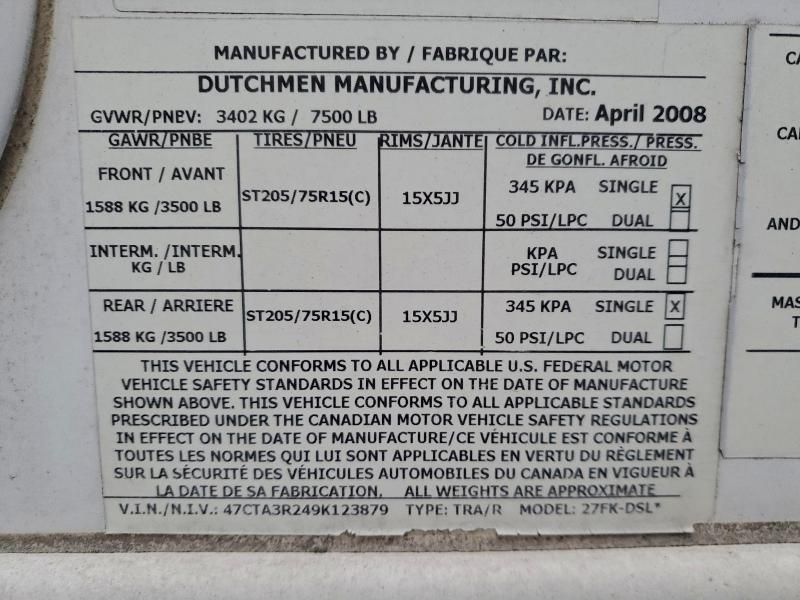 MANUFACTURED BY / FABRIQUE PAR:
DUTCHMEN MANUFACTURING, INC.
GVWR/PNBV: 3402 KG / 7500 LB DATE: April 2008
GAWR/PNBE TIRES/PNEU RIMS/JANTE COLD INFL.PRESS./ PRESS.
DE GONFL. AFROID
FRONT / AVANT
1588 KG /3500 LB
ST205/75R15(C)
15X5JJ
345 KPA SINGLE X
50 PSI/LPC DUAL
INTERM. /INTERM.
KG / LB
KPA SINGLE
PSI/LPC DUAL
REAR / ARRIERE
1588 KG /3500 LB
ST205/75R15(C)
15X5JJ
345 KPA SINGLE X
50 PSI/LPC DUAL
THIS VEHICLE CONFORMS TO ALL APPLICABLE U.S. FEDERAL MOTOR
VEHICLE SAFETY STANDARDS IN EFFECT ON THE DATE OF MANUFACTURE
SHOWN ABOVE. THIS VEHICLE CONFORMS TO ALL APPLICABLE STANDARDS
PRESCRIBED UNDER THE CANADIAN MOTOR VEHICLE SAFETY REGULATIONS
IN EFFECT ON THE DATE OF MANUFACTURE/CE VÉHICULE EST CONFORME À
TOUTES LES NORMES QUI LUI SONT APPLICABLES EN VERTU DU RÈGLEMENT
SUR LA SÉCURITÉ DES VÉHICULES AUTOMOBILES DU CANADA EN VIGUEUR À
LA DATE DE SA FABRICATION, ALL WEIGHTS ARE APPROXIMATE
V.I.N./N.I.V.: 47CTA3R249K123879 TYPE: TRA/R MODEL: 27FK-DSL*
CA
CA
AND
MAS
T